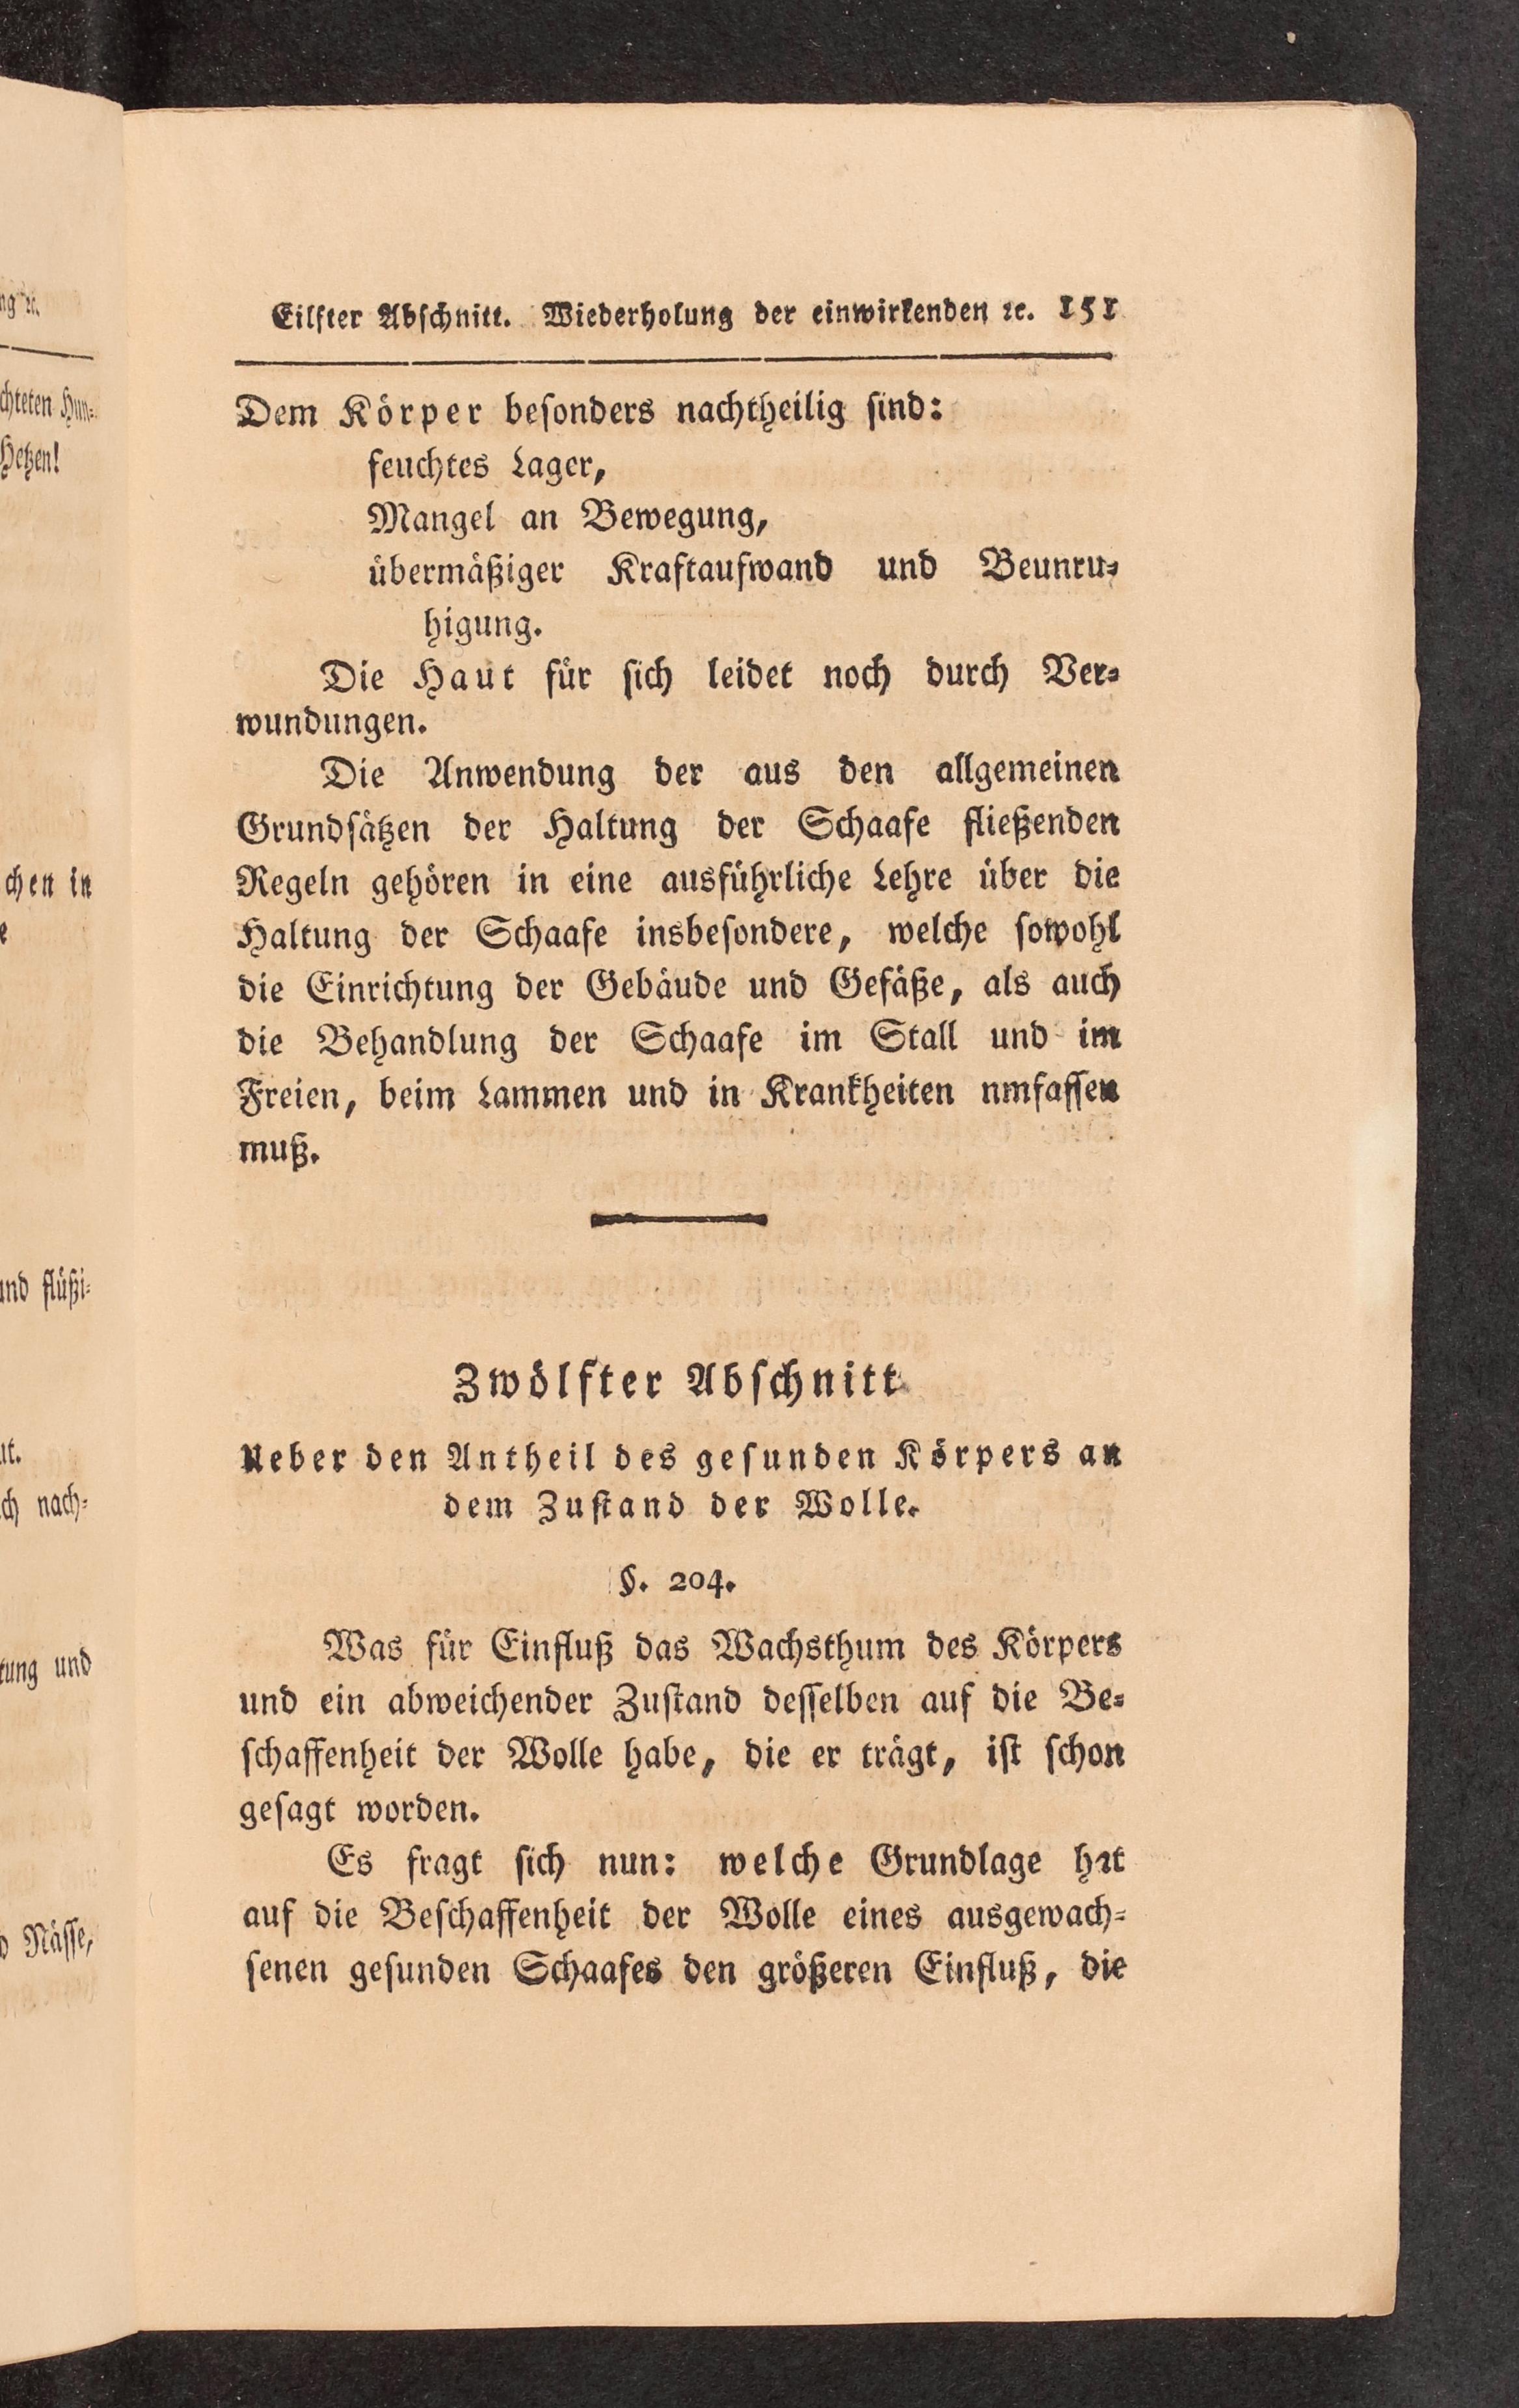 Eilfter Abschnitt. Wiederholung der einwirkenden ꝛc. 151
Dem Körper besonders nachtheilig sind:
feuchtes Lager,
Mangel an Bewegung,
übermäßiger Kraftaufwand und Beunru-
higung.
Die Haut für sich leidet noch durch Ver-
wundungen.
Die Anwendung der aus den allgemeinen
Grundsätzen der Haltung der Schaafe fließenden
Regeln gehören in eine ausführliche Lehre über die
Haltung der Schaafe insbesondere, welche sowohl
die Einrichtung der Gebäude und Gefäße, als auch
die Behandlung der Schaafe im Stall und im
Freien, beim Lammen und in Krankheiten nmfassen
muß.
Zwölfter Abschnitt
Ueber den Antheil des gesunden Körpers an
dem Zustand der Wolle.
§. 204.
Was für Einfluß das Wachsthum des Körpers
und ein abweichender Zustand desselben auf die Be-
schaffenheit der Wolle habe, die er trägt, ist schon
gesagt worden.
Es fragt sich nun: welche Grundlage hat
auf die Beschaffenheit der Wolle eines ausgewach-
senen gesunden Schaafes den größeren Einfluß, die